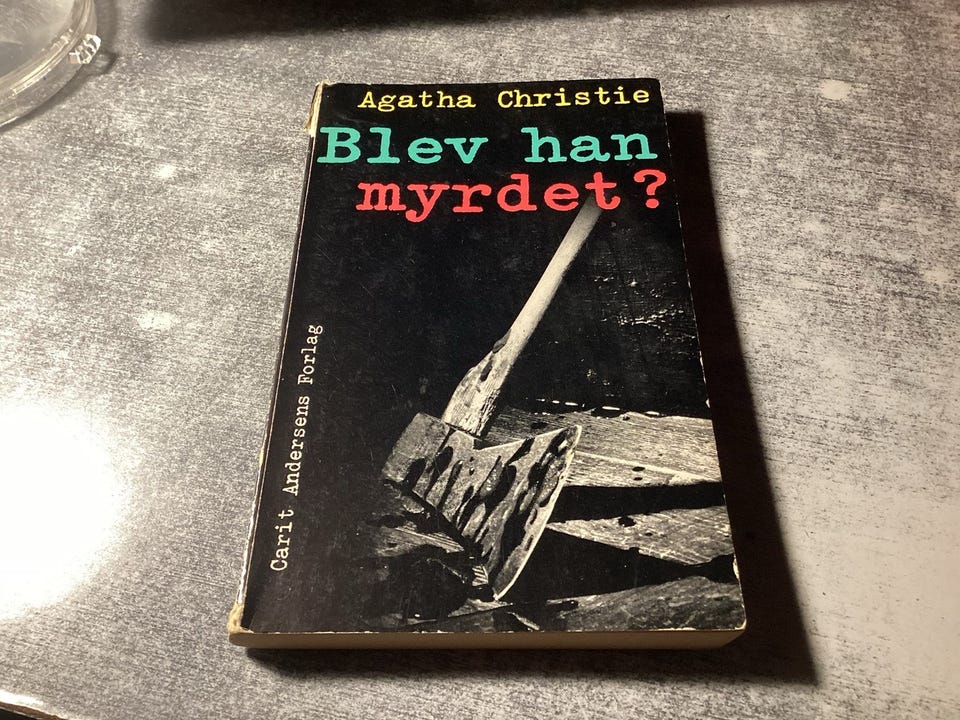 Agatha Christie
Blev han
myrdet?
Carit Andersens Forlag